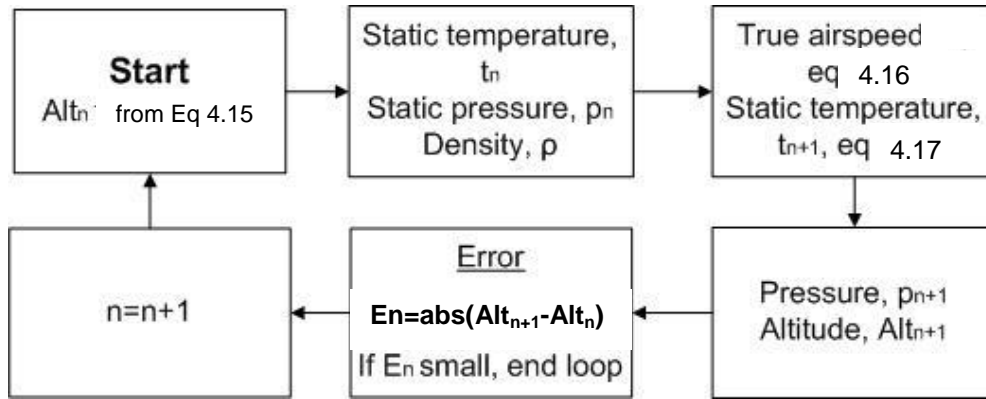 Start
Altₙ from Eq 4.15
Static temperature,
tₙ
Static pressure, pₙ
Density, ρ
True airspeed
eq 4.16
Static temperature,
tₙ₊₁, eq 4.17
Pressure, pₙ₊₁
Altitude, Altₙ₊₁
Error
En=abs(Altₙ₊₁-Altₙ)
If Eₙ small, end loop
n=n+1